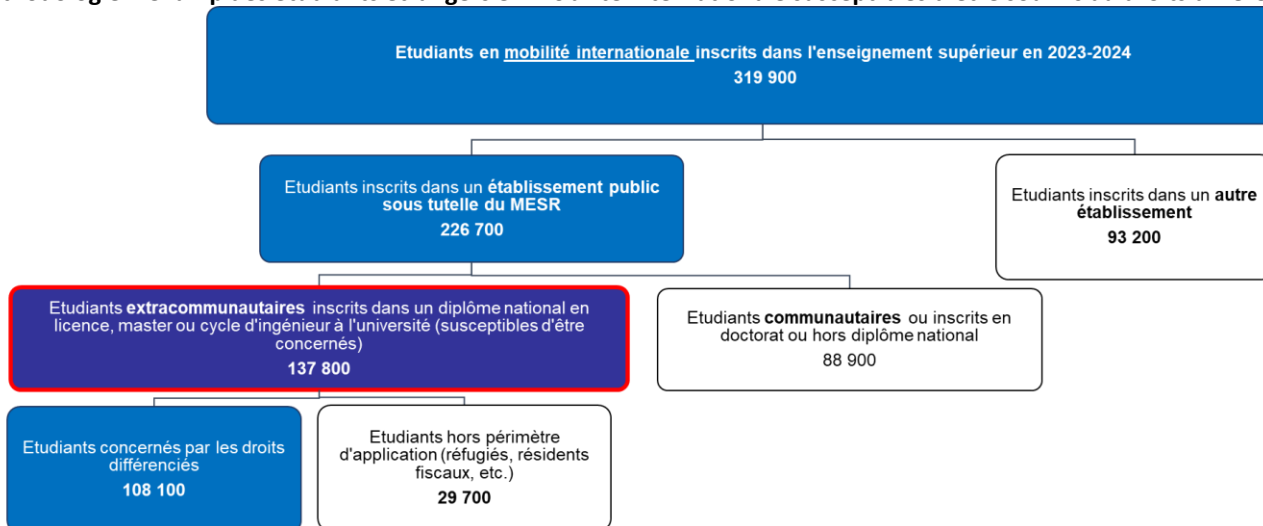 Etudiants en mobilité internationale inscrits dans l'enseignement supérieur en 2023-2024
319 900
Etudiants inscrits dans un établissement public
sous tutelle du MESR
226 700
Etudiants inscrits dans un autre
établissement
93 200
Etudiants extracommunautaires inscrits dans un diplôme national en
licence, master ou cycle d'ingénieur à l'université (susceptibles d'être
concernés)
137 800
Etudiants communautaires ou inscrits en
doctorat ou hors diplôme national
88 900
Etudiants concernés par les droits
différenciés
108 100
Etudiants hors périmètre
d'application (réfugiés, résidents
fiscaux, etc.)
29 700